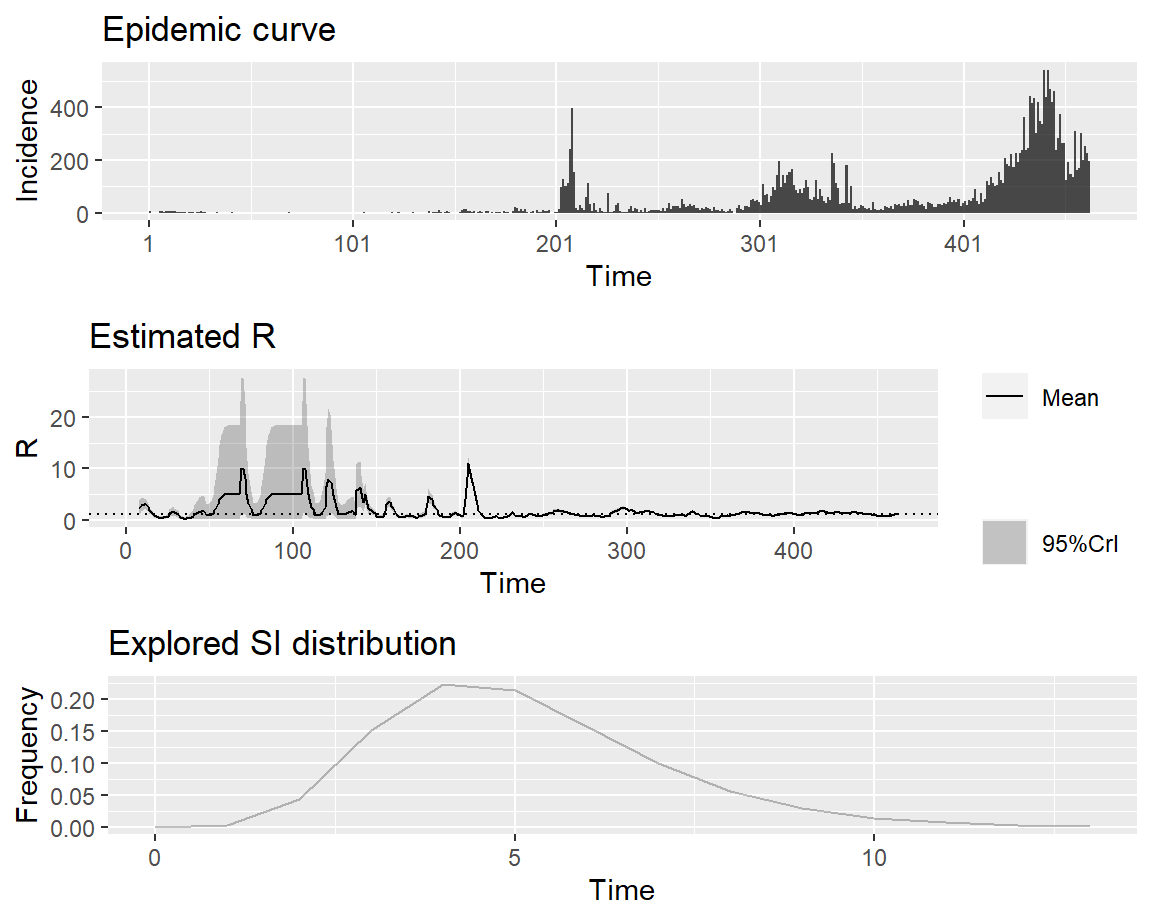 Epidemic curve
Incidence
400
200
0
1 101 201 301 401
Time
Estimated R
R
20
10
0
0 100 200 300 400
Time
Mean
95%CrI
Explored SI distribution
Frequency
0.20
0.15
0.10
0.05
0.00
0 5 10
Time